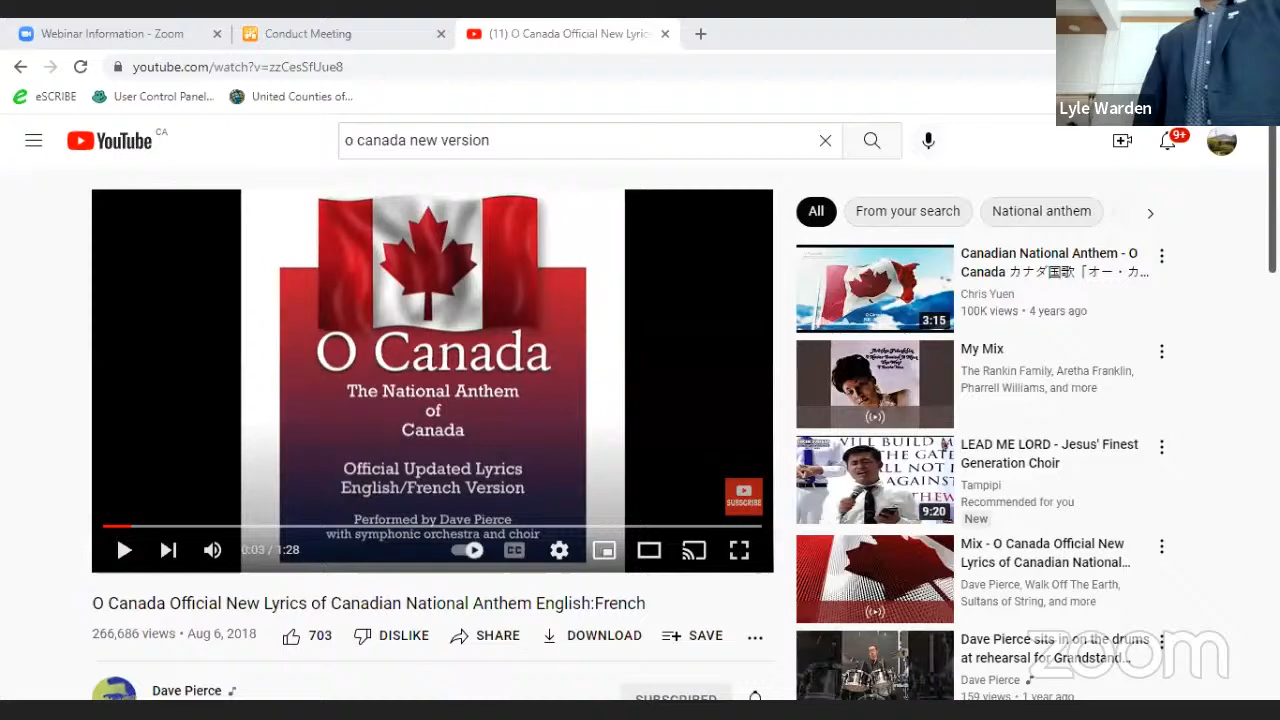 Webinar Information - Zoom
Conduct Meeting
(11) O Canada Official New Lyric
youtube.com/watch?v=zzCesSfUue8
eSCRIBE
User Control Panel...
United Counties of...
Lyle Warden
YouTube CA
o canada new version
9+
O Canada
The National Anthem
of
Canada
Official Updated Lyrics
English/French Version
Performed by Dave Pierce
with symphonic orchestra and choir
SUBSCRIBE
0:03 / 1:28
CC
O Canada Official New Lyrics of Canadian National Anthem English:French
266,686 views • Aug 6, 2018
703
DISLIKE
SHARE
DOWNLOAD
SAVE
Dave Pierce
SUBSCRIBED
All
From your search
National anthem
Canadian National Anthem - O
Canada カナダ国歌「オー・カ...
Chris Yuen
100K views • 4 years ago
3:15
My Mix
The Rankin Family, Aretha Franklin,
Pharrell Williams, and more
LEAD ME LORD - Jesus' Finest
Generation Choir
Tampipi
Recommended for you
New
WILL BUILD M
THE GATE
ALL NOT
AGAINST
9:20
Mix - O Canada Official New
Lyrics of Canadian National...
Dave Pierce, Walk Off The Earth,
Sultans of String, and more
Dave Pierce sits in on the drums
at rehearsal for Grandstand...
Dave Pierce
159 views • 1 year ago
zoom